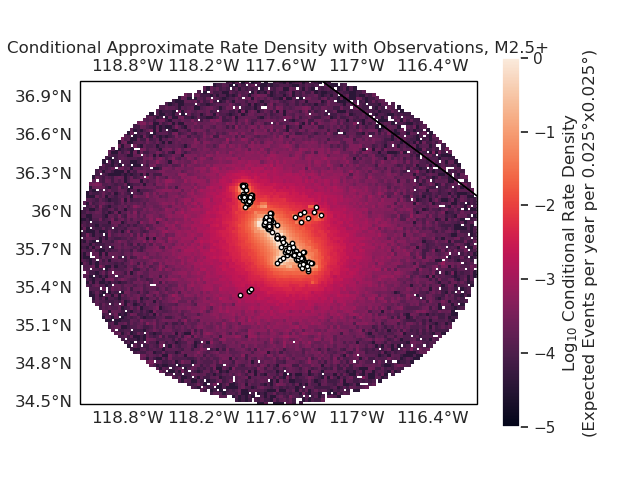 Conditional Approximate Rate Density with Observations, M2.5+
118.8°W 118.2°W 117.6°W 117°W 116.4°W
36.9°N
36.6°N
36.3°N
36°N
35.7°N
35.4°N
35.1°N
34.8°N
34.5°N
118.8°W 118.2°W 117.6°W 117°W 116.4°W
0
−1
−2
−3
−4
−5
Log₁₀ Conditional Rate Density
(Expected Events per year per 0.025°x0.025°)